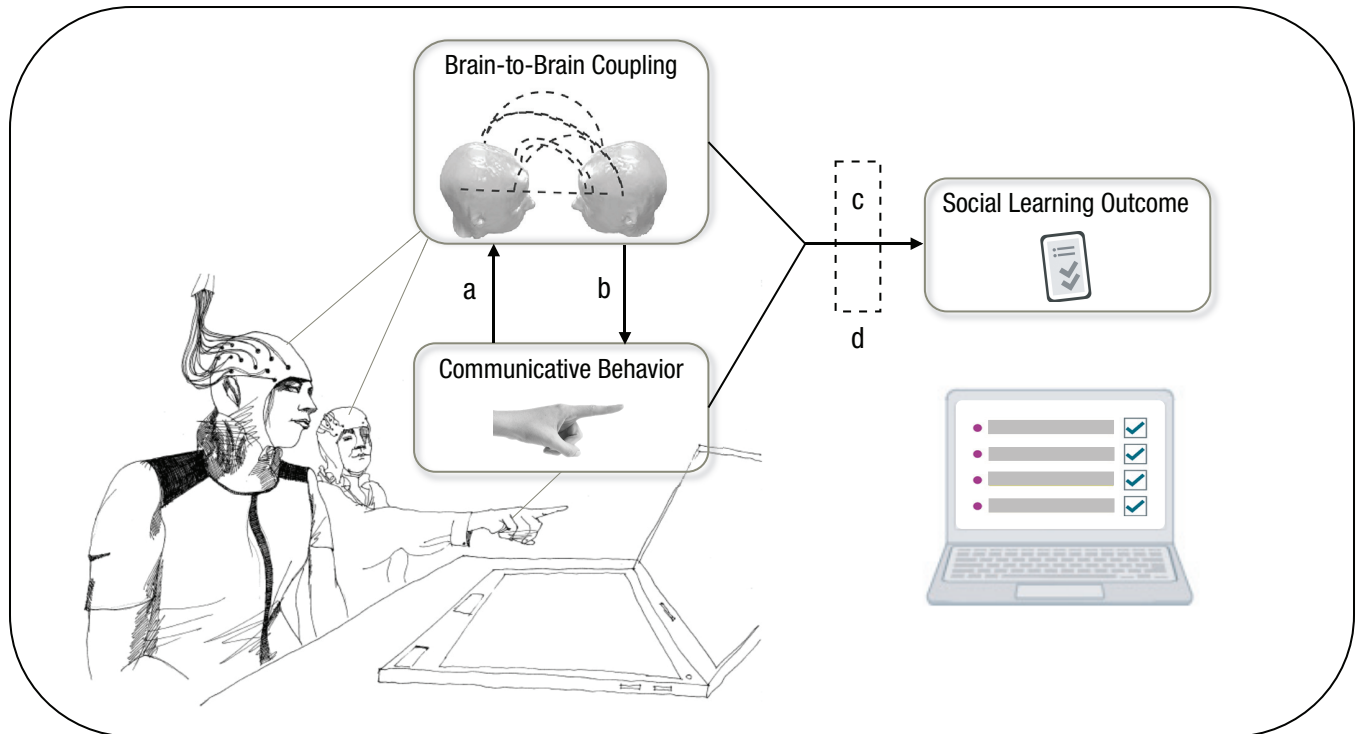 Brain-to-Brain Coupling
a
b
Communicative Behavior
c
d
Social Learning Outcome